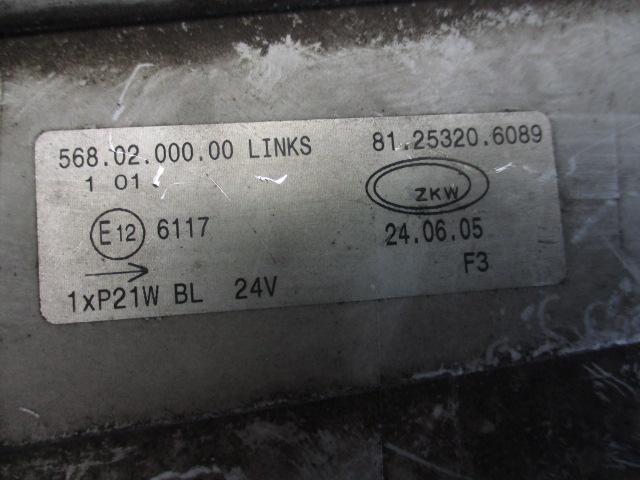 568.02.000.00 LINKS 81.25320.6089
1 01
ZKW
E12 6117 24.06.05
F3
1xP21W BL 24V